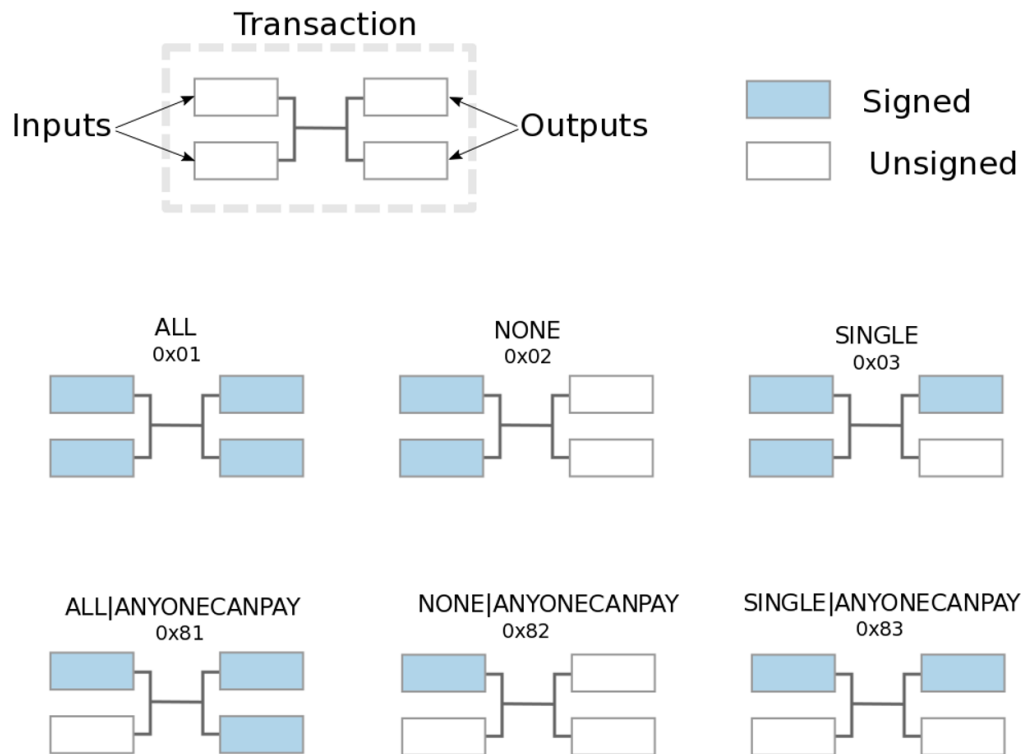 Transaction
Inputs
Outputs
Signed
Unsigned
ALL
0x01
NONE
0x02
SINGLE
0x03
ALL|ANYONECANPAY
0x81
NONE|ANYONECANPAY
0x82
SINGLE|ANYONECANPAY
0x83